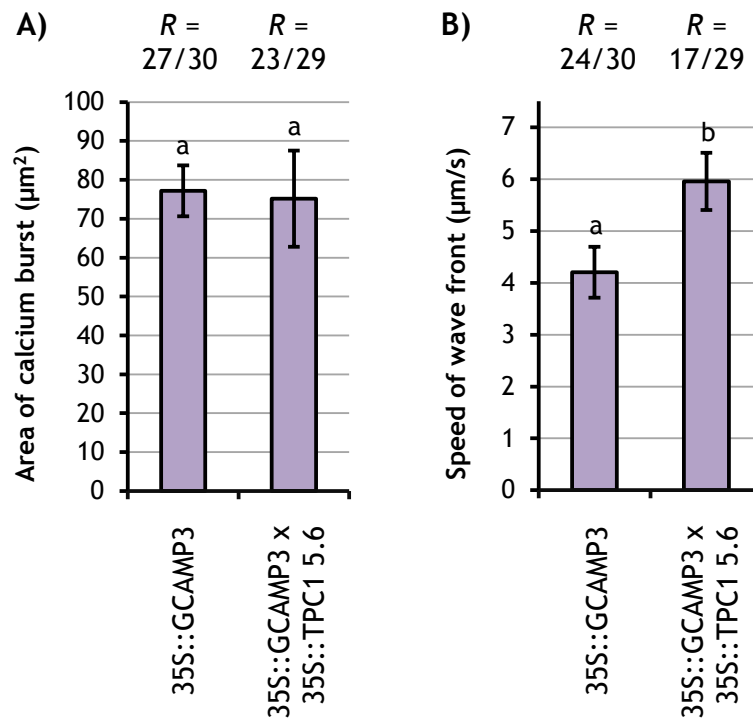 A)
R =
27/30
R =
23/29
Area of calcium burst (µm²)
100
90
80
70
60
50
40
30
20
10
0
a
a
35S::GCAMP3
35S::GCAMP3 x
35S::TPC1 5.6
B)
R =
24/30
R =
17/29
Speed of wave front (µm/s)
7
6
5
4
3
2
1
0
a
b
35S::GCAMP3
35S::GCAMP3 x
35S::TPC1 5.6